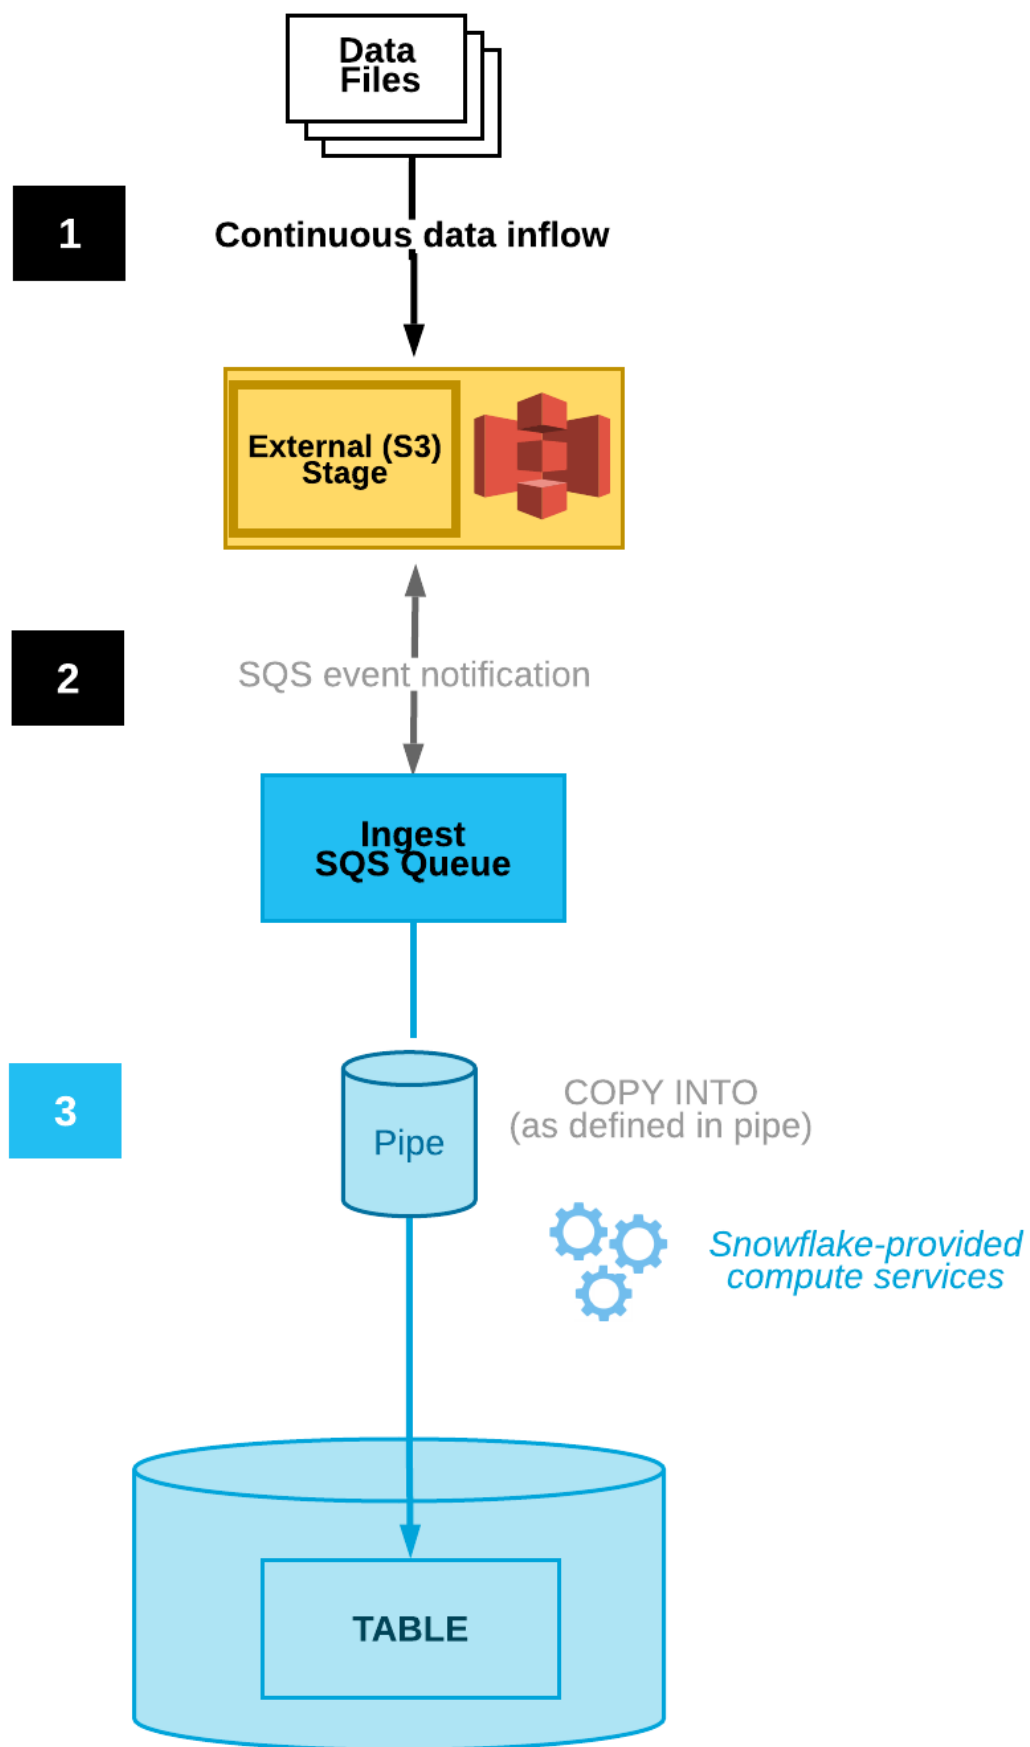 Data
Files
1
Continuous data inflow
External (S3)
Stage
2
SQS event notification
Ingest
SQS Queue
3
Pipe
COPY INTO
(as defined in pipe)
Snowflake-provided
compute services
TABLE